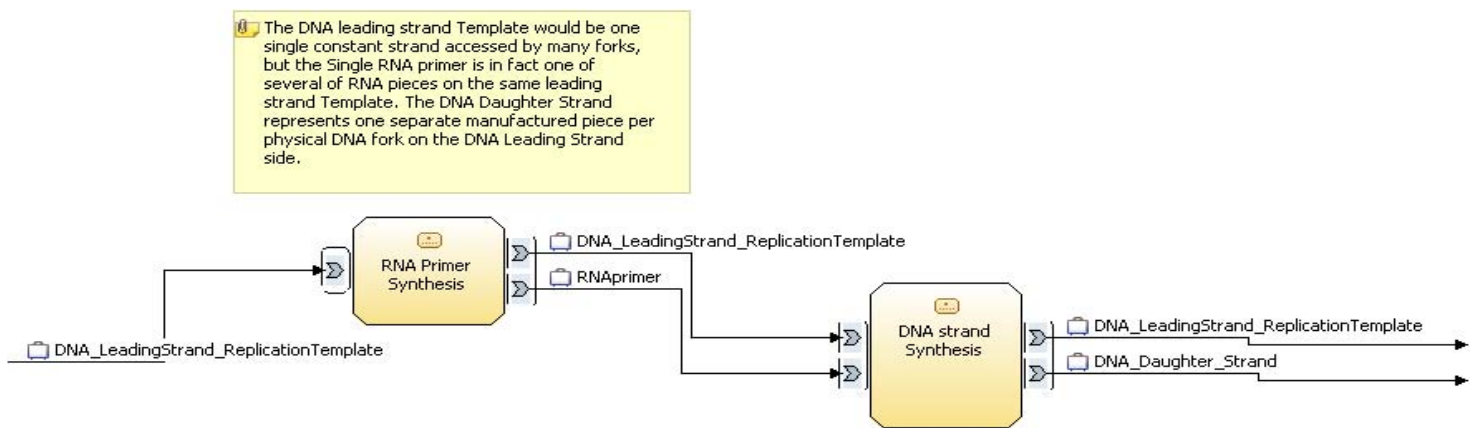 The DNA leading strand Template would be one
single constant strand accessed by many forks,
but the Single RNA primer is in fact one of
several of RNA pieces on the same leading
strand Template. The DNA Daughter Strand
represents one separate manufactured piece per
physical DNA fork on the DNA Leading Strand
side.
DNA_LeadingStrand_ReplicationTemplate
RNA Primer
Synthesis
DNA_LeadingStrand_ReplicationTemplate
RNAprimer
DNA strand
Synthesis
DNA_LeadingStrand_ReplicationTemplate
DNA_Daughter_Strand